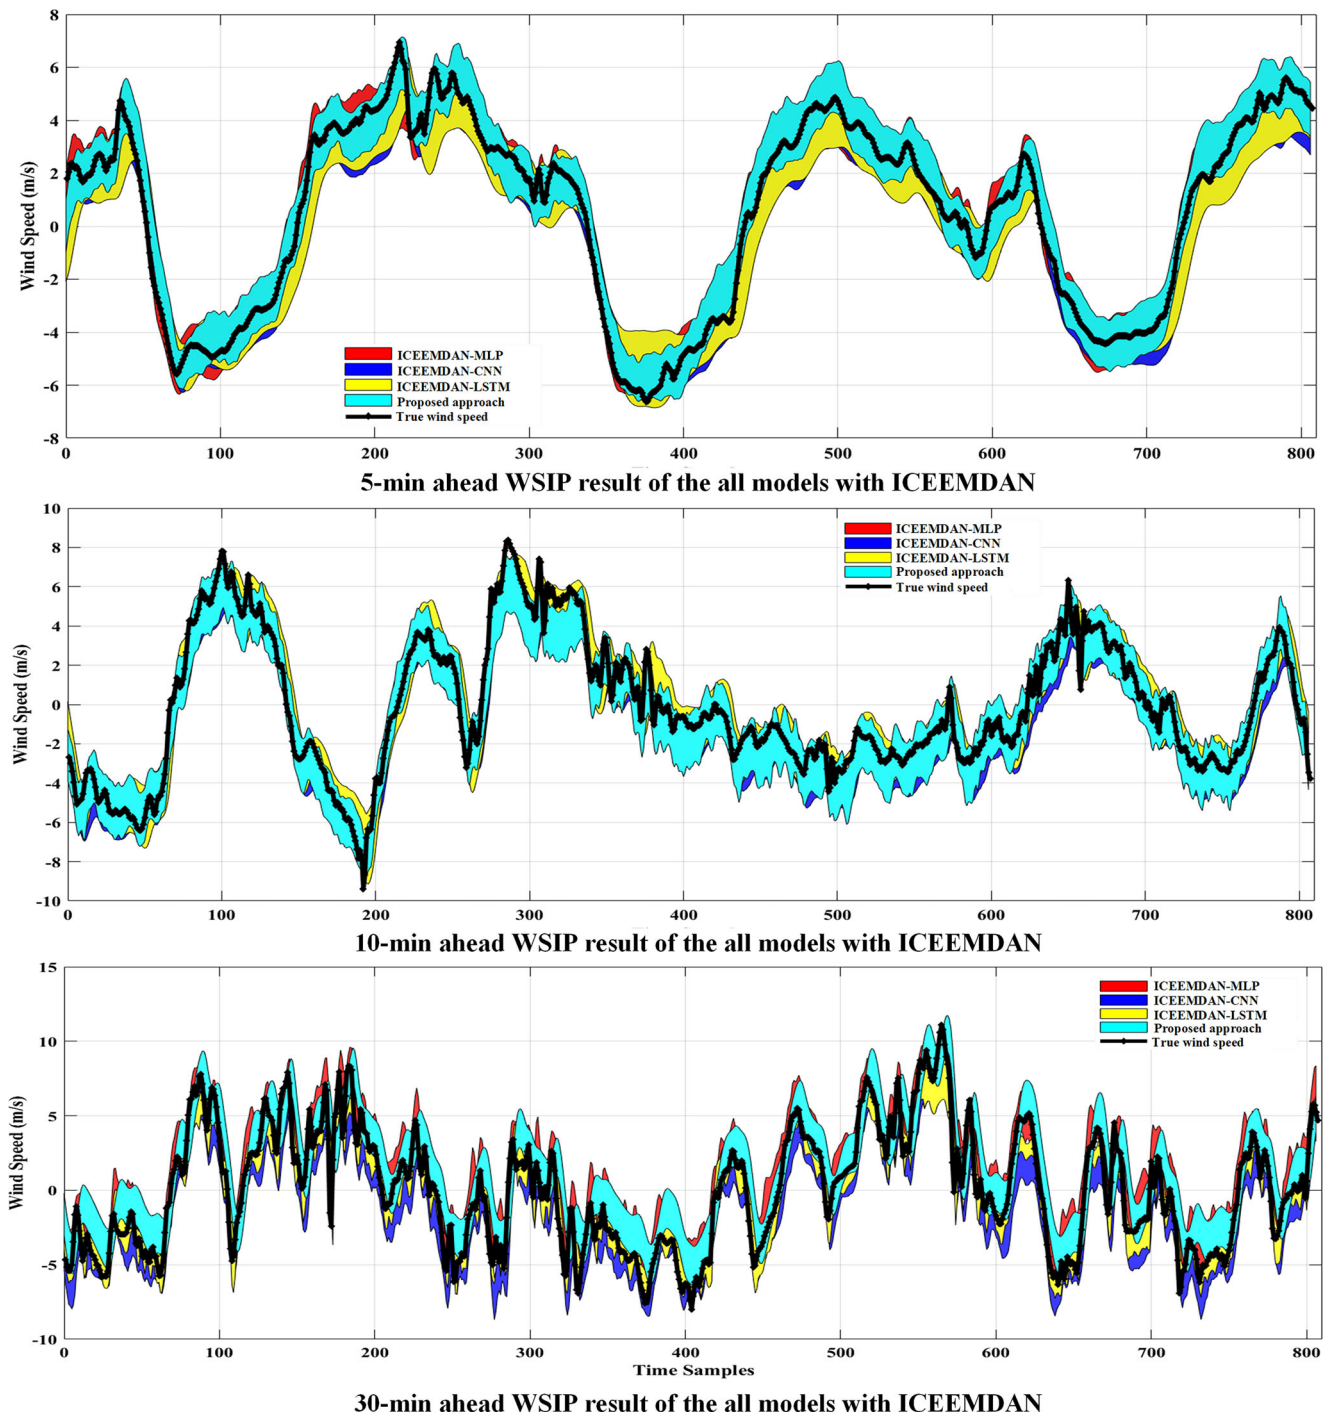 8
6
4
2
0
-2
-4
-6
-8
Wind Speed (m/s)
ICEEMDAN-MLP
ICEEMDAN-CNN
ICEEMDAN-LSTM
Proposed approach
True wind speed
0 100 200 300 400 500 600 700 800
5-min ahead WSIP result of the all models with ICEEMDAN
10
8
6
4
2
0
-2
-4
-6
-8
-10
Wind Speed (m/s)
ICEEMDAN-MLP
ICEEMDAN-CNN
ICEEMDAN-LSTM
Proposed approach
True wind speed
0 100 200 300 400 500 600 700 800
10-min ahead WSIP result of the all models with ICEEMDAN
15
10
5
0
-5
-10
Wind Speed (m/s)
ICEEMDAN-MLP
ICEEMDAN-CNN
ICEEMDAN-LSTM
Proposed approach
True wind speed
0 100 200 300 400 500 600 700 800
Time Samples
30-min ahead WSIP result of the all models with ICEEMDAN